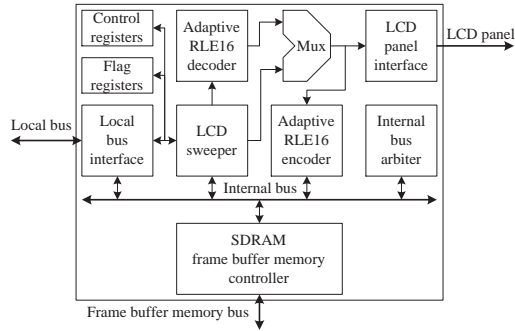 Control
registers
Adaptive
RLE16
decoder
Mux
LCD
panel
interface
LCD panel
Flag
registers
Local bus
Local
bus
interface
LCD
sweeper
Adaptive
RLE16
encoder
Internal
bus
arbiter
Internal bus
SDRAM
frame buffer memory
controller
Frame buffer memory bus